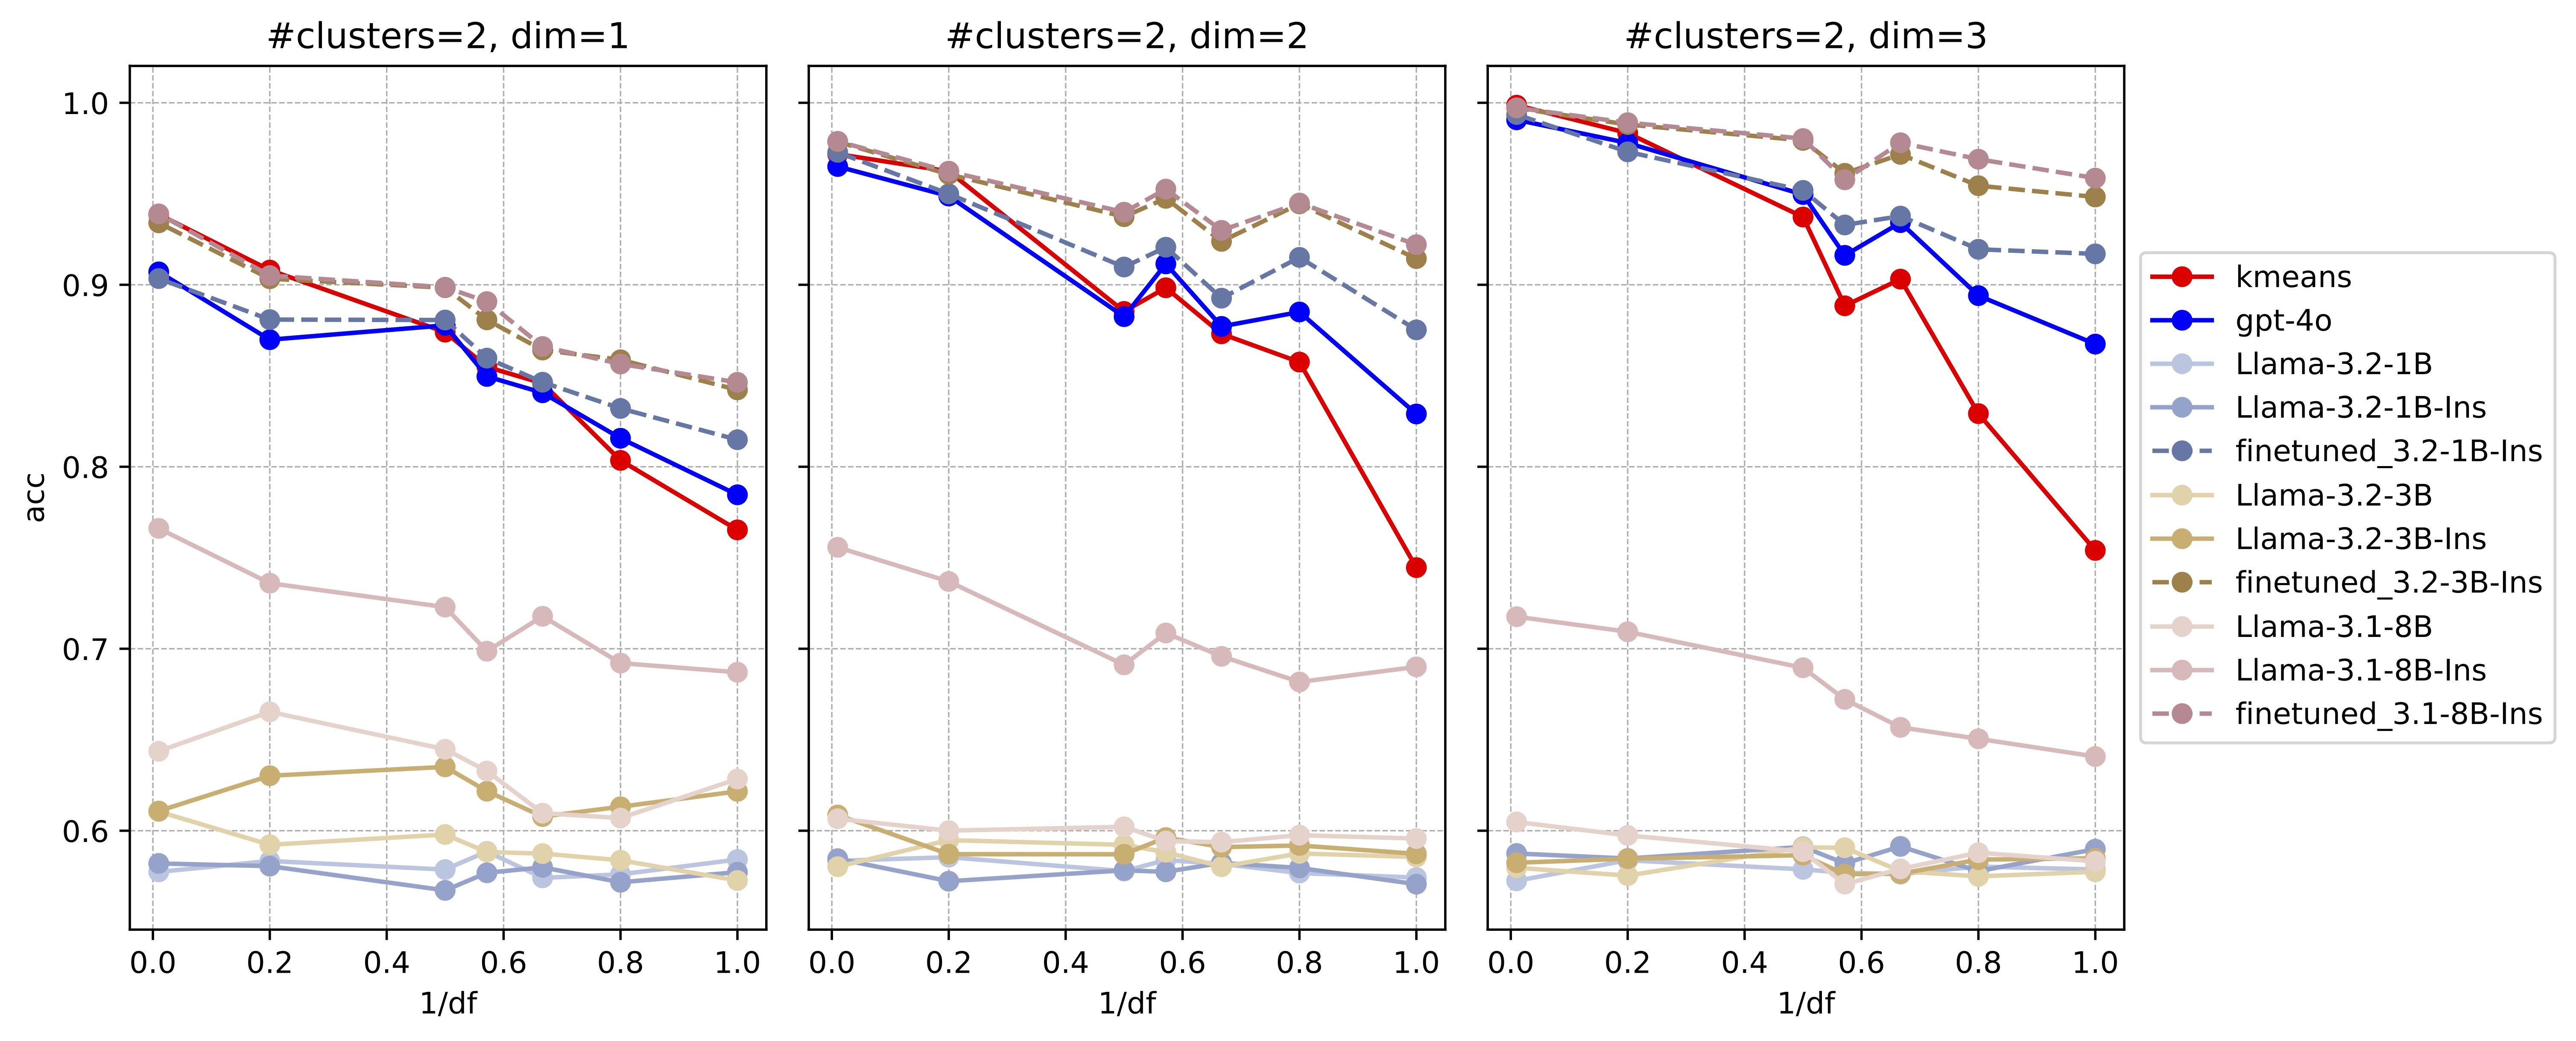 #clusters=2, dim=1
#clusters=2, dim=2
#clusters=2, dim=3
1.0
0.9
0.8
0.7
0.6
acc
0.0 0.2 0.4 0.6 0.8 1.0
0.0 0.2 0.4 0.6 0.8 1.0
0.0 0.2 0.4 0.6 0.8 1.0
1/df
1/df
1/df
kmeans
gpt-4o
Llama-3.2-1B
Llama-3.2-1B-Ins
finetuned_3.2-1B-Ins
Llama-3.2-3B
Llama-3.2-3B-Ins
finetuned_3.2-3B-Ins
Llama-3.1-8B
Llama-3.1-8B-Ins
finetuned_3.1-8B-Ins